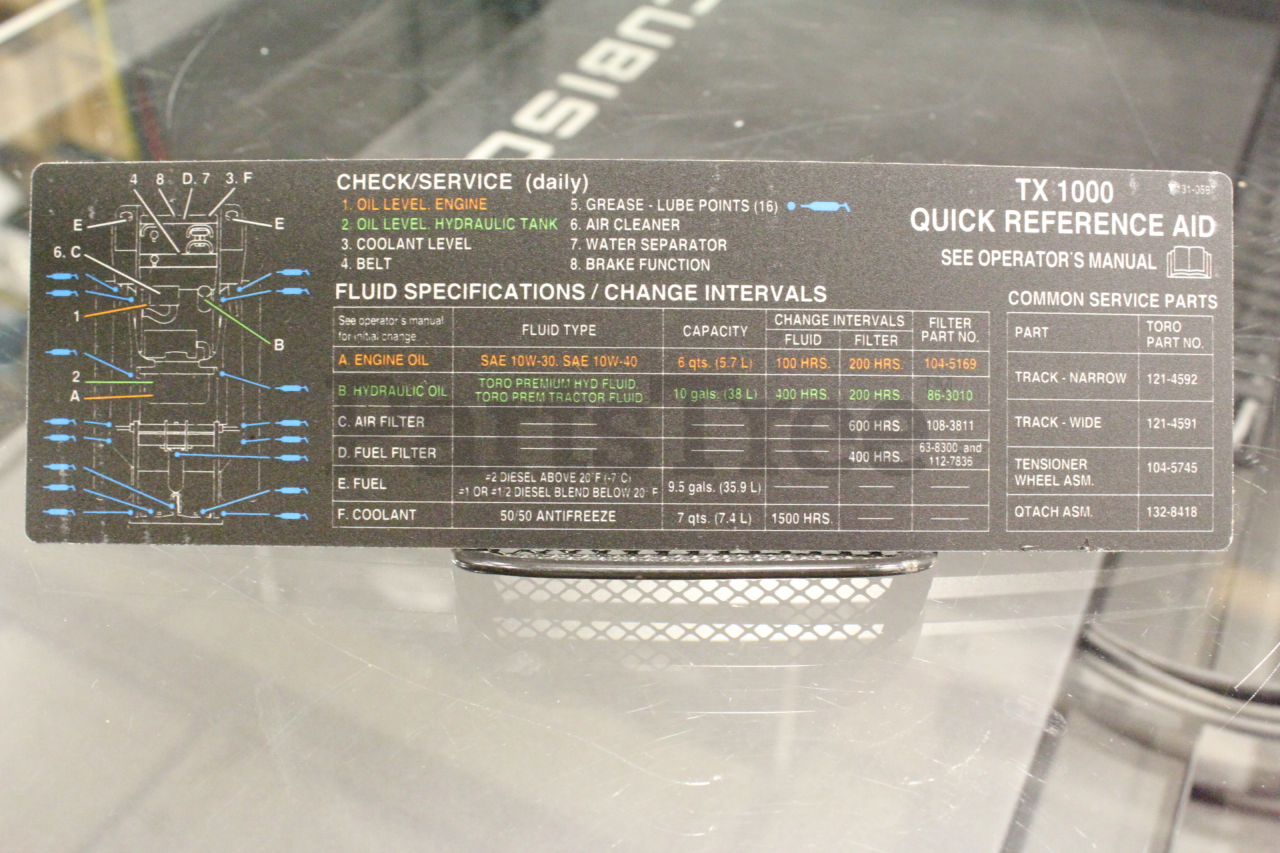 CUBISO
4 8 D. 7 3. F
E E
6. C
1
B
2
A
CHECK/SERVICE (daily)
1. OIL LEVEL. ENGINE
2. OIL LEVEL. HYDRAULIC TANK
3. COOLANT LEVEL
4. BELT
5. GREASE - LUBE POINTS (16)
6. AIR CLEANER
7. WATER SEPARATOR
8. BRAKE FUNCTION
TX 1000
QUICK REFERENCE AID
SEE OPERATOR'S MANUAL
FLUID SPECIFICATIONS / CHANGE INTERVALS
See operator's manual
for initial change.
FLUID TYPE
CAPACITY
CHANGE INTERVALS
FLUID FILTER
FILTER
PART NO.
A. ENGINE OIL SAE 10W-30. SAE 10W-40 6 qts. (5.7 L) 100 HRS. 200 HRS. 104-5169
B. HYDRAULIC OIL TORO PREMIUM HYD FLUID. 10 gals. (38 L) 400 HRS. 200 HRS. 86-3010
TORO PREM TRACTOR FLUID
C. AIR FILTER 600 HRS. 108-3811
D. FUEL FILTER 400 HRS. 63-8300 and
112-7836
E. FUEL #2 DIESEL ABOVE 20°F (-7°C) 9.5 gals. (35.9 L)
#1 OR #1/2 DIESEL BLEND BELOW 20°F
F. COOLANT 50/50 ANTIFREEZE 7 qts. (7.4 L) 1500 HRS.
COMMON SERVICE PARTS
PART TORO
PART NO.
TRACK - NARROW 121-4592
TRACK - WIDE 121-4591
TENSIONER 104-5745
WHEEL ASM.
QTACH ASM. 132-8418